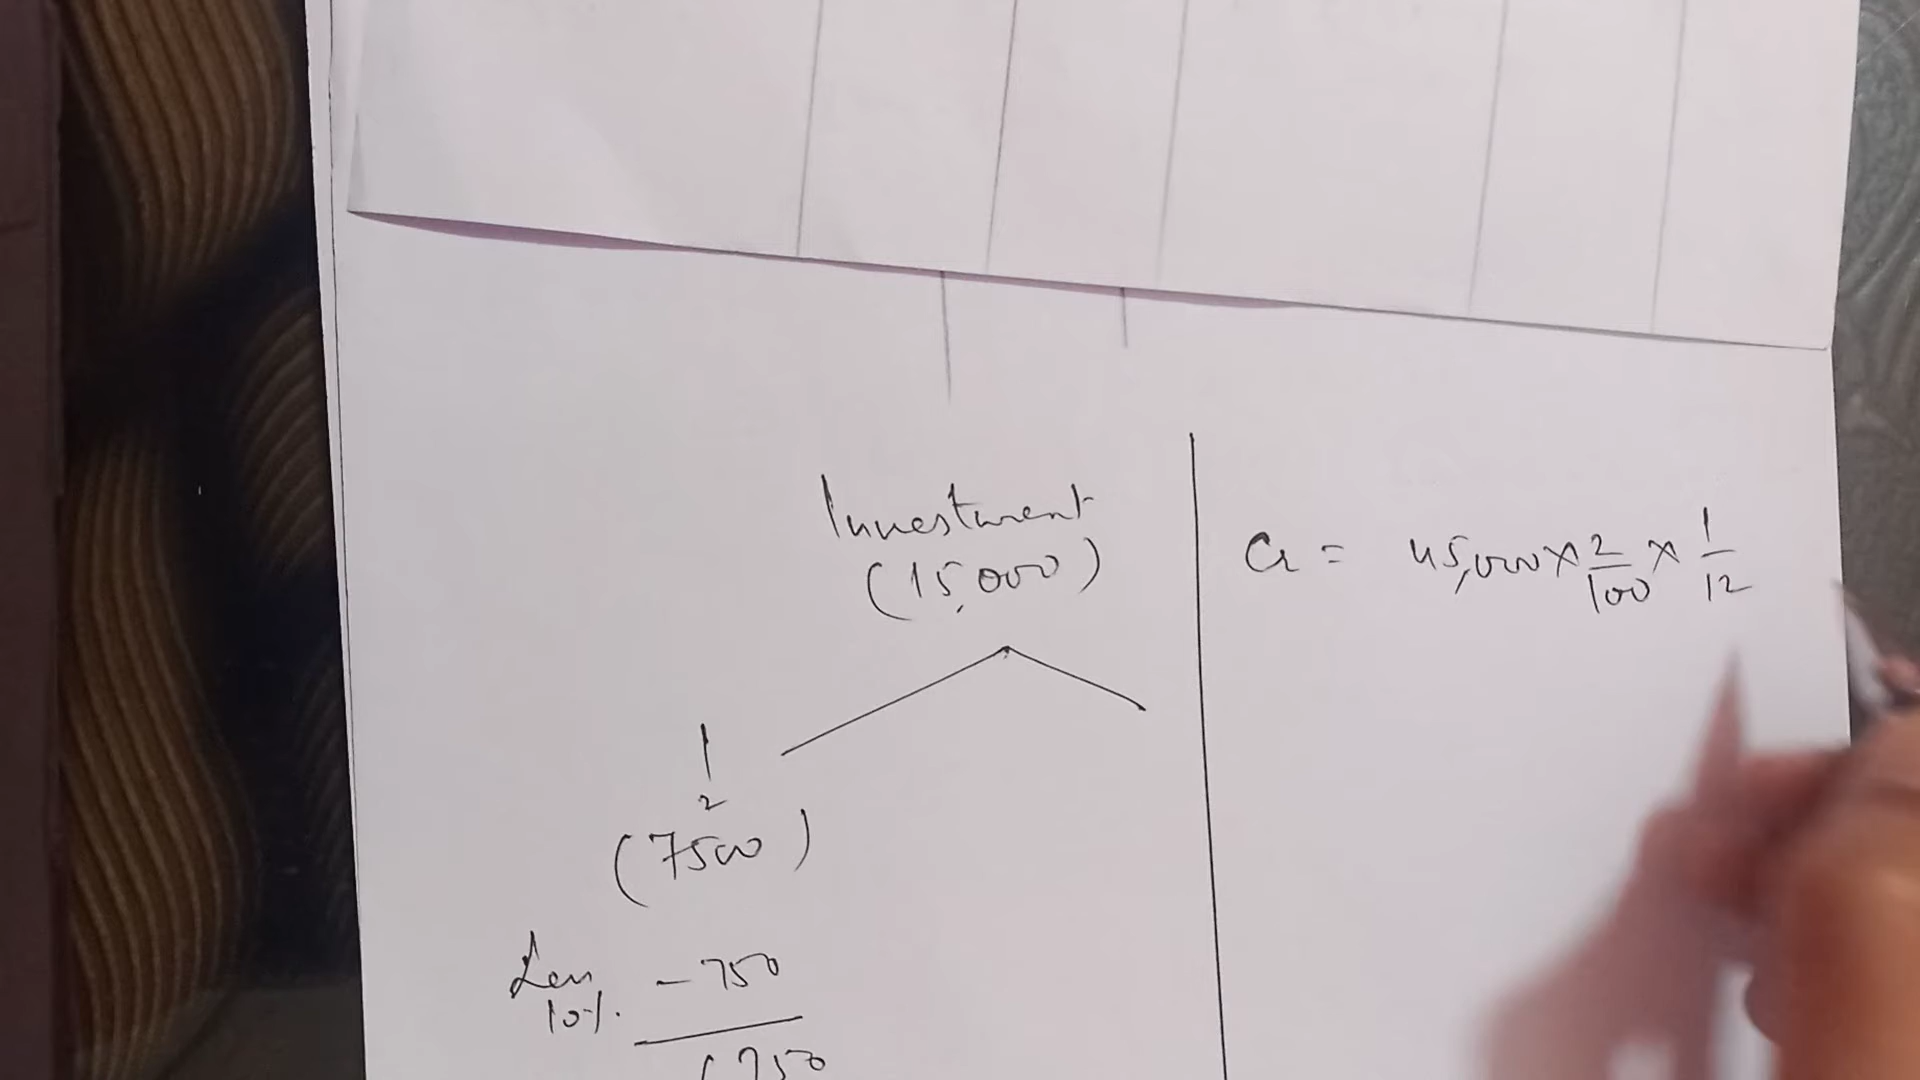 Investment
(15,000)
1
2
(7500)
Less - 750
10%.
6750
= 45,000 × 2/100 × 1/12